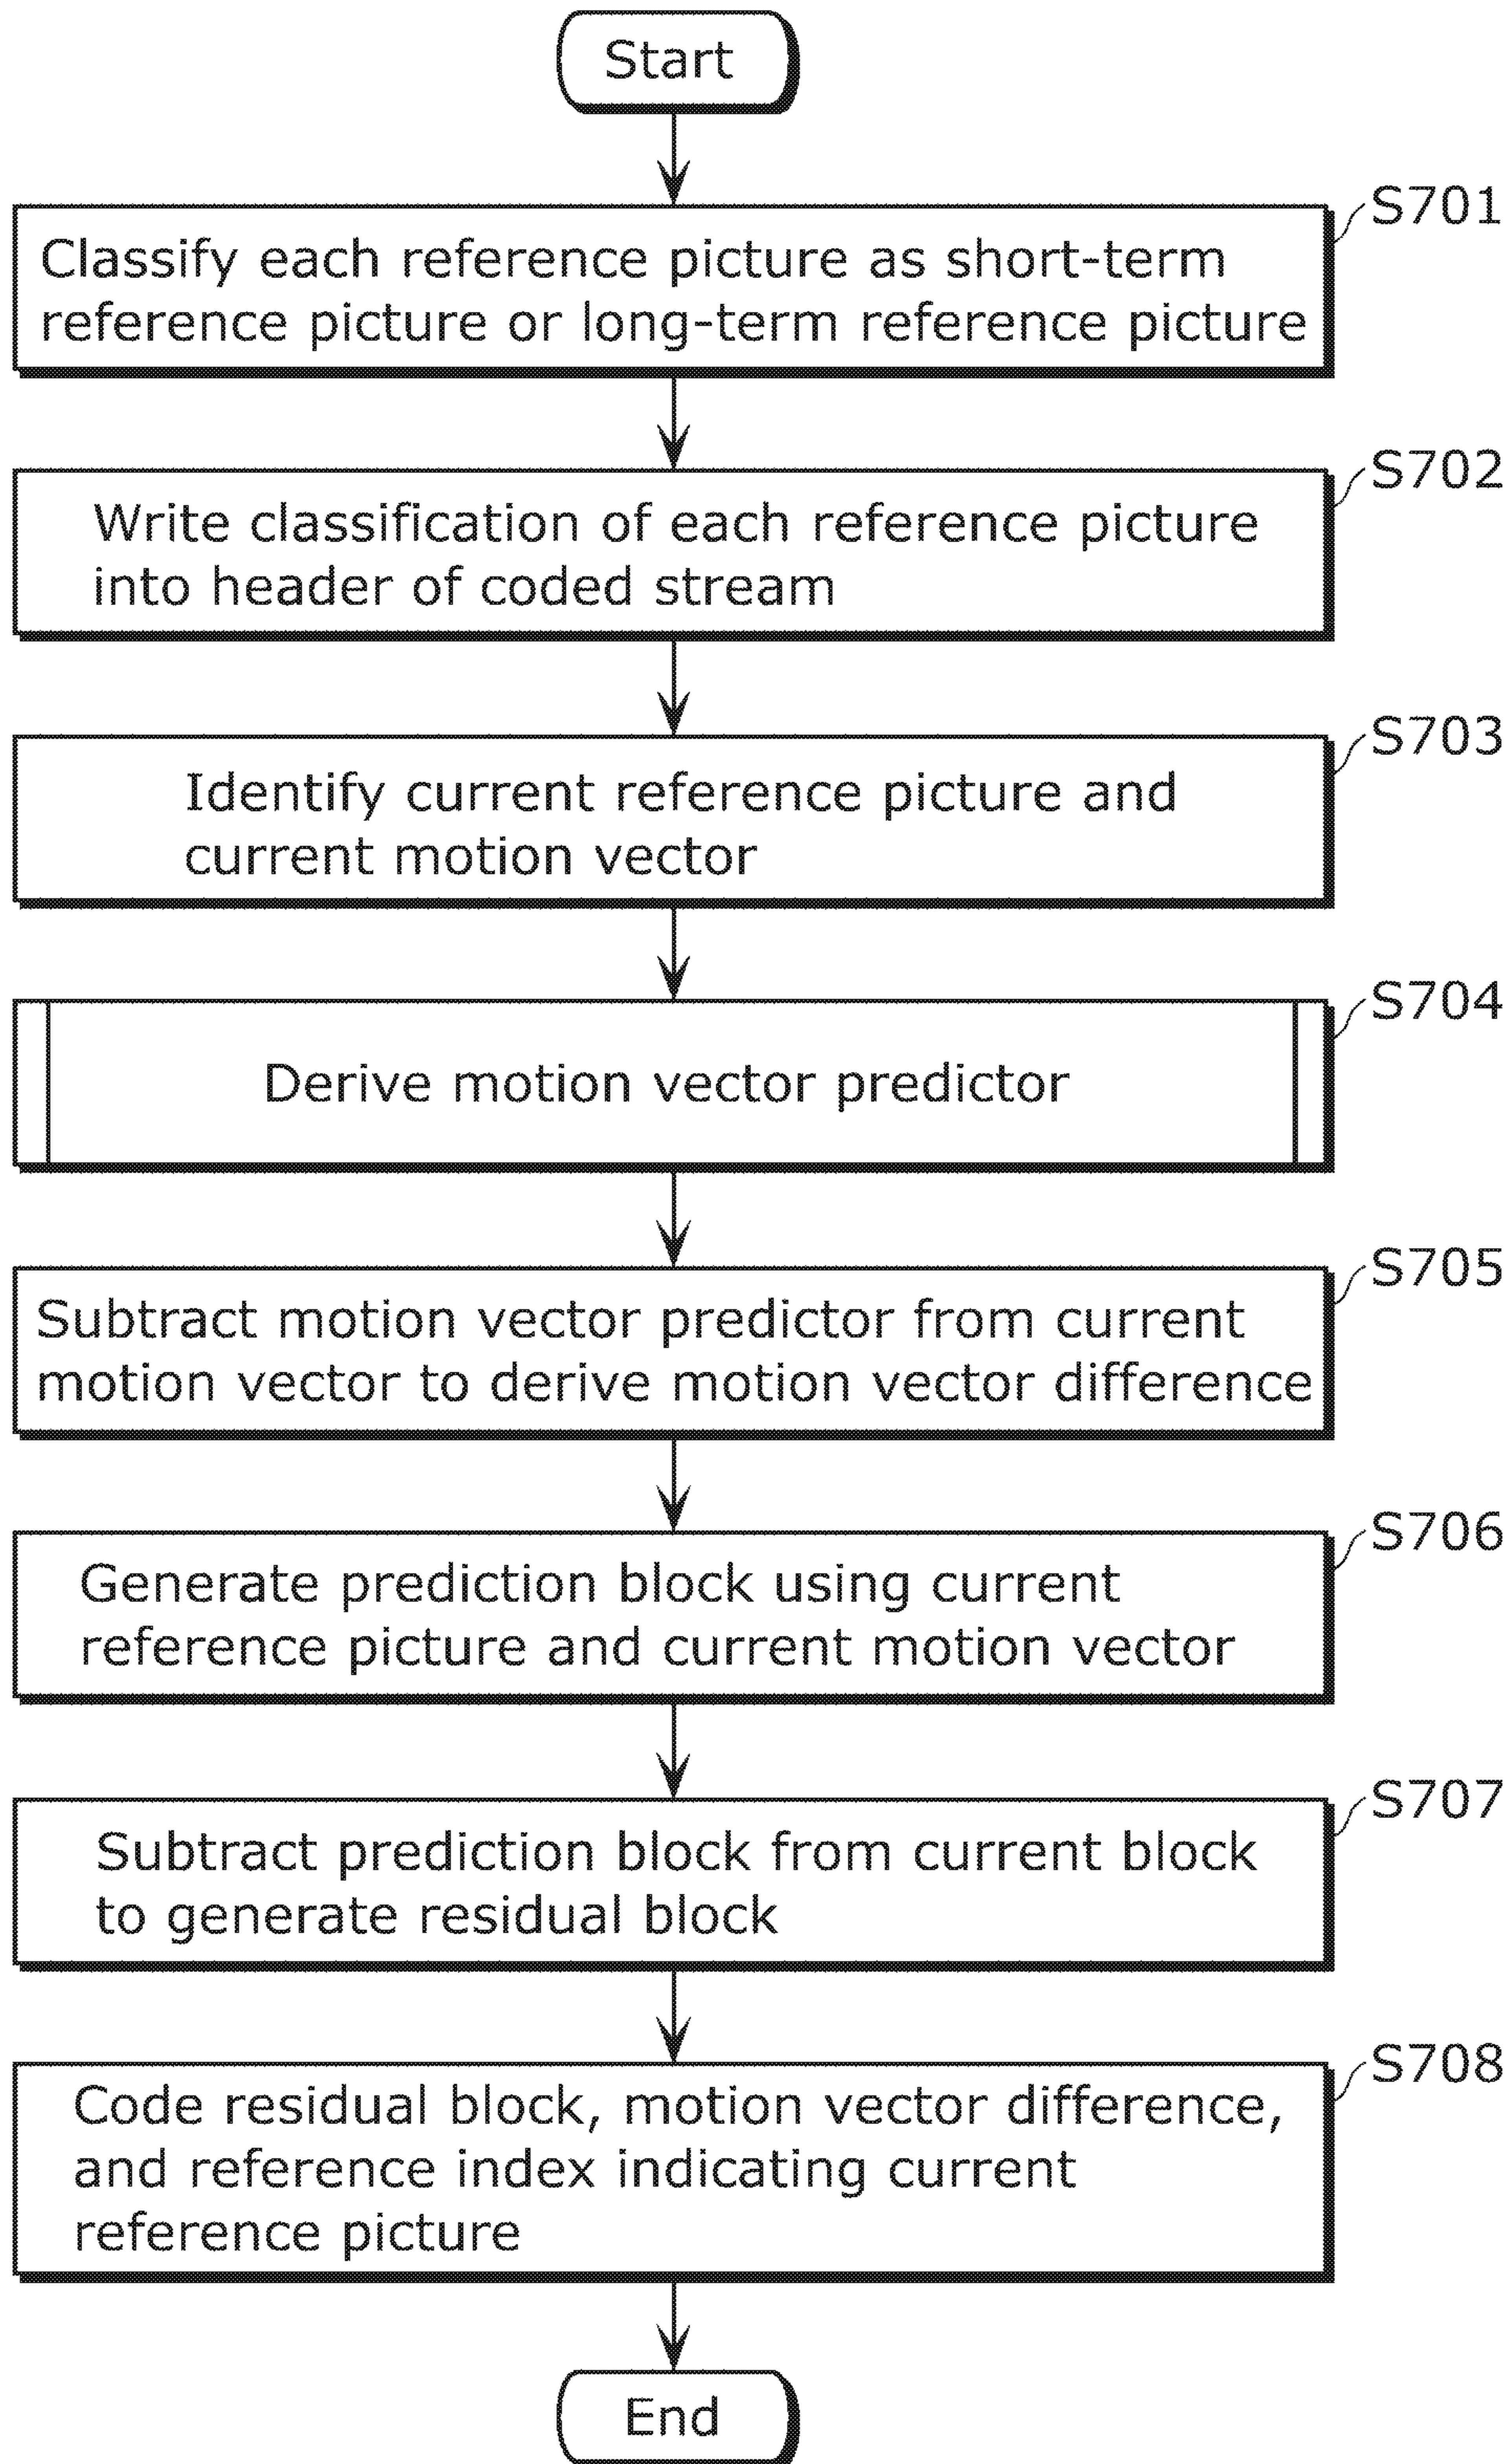 Start
S701
Classify each reference picture as short-term
reference picture or long-term reference picture
S702
Write classification of each reference picture
into header of coded stream
S703
Identify current reference picture and
current motion vector
S704
Derive motion vector predictor
S705
Subtract motion vector predictor from current
motion vector to derive motion vector difference
S706
Generate prediction block using current
reference picture and current motion vector
S707
Subtract prediction block from current block
to generate residual block
S708
Code residual block, motion vector difference,
and reference index indicating current
reference picture
End